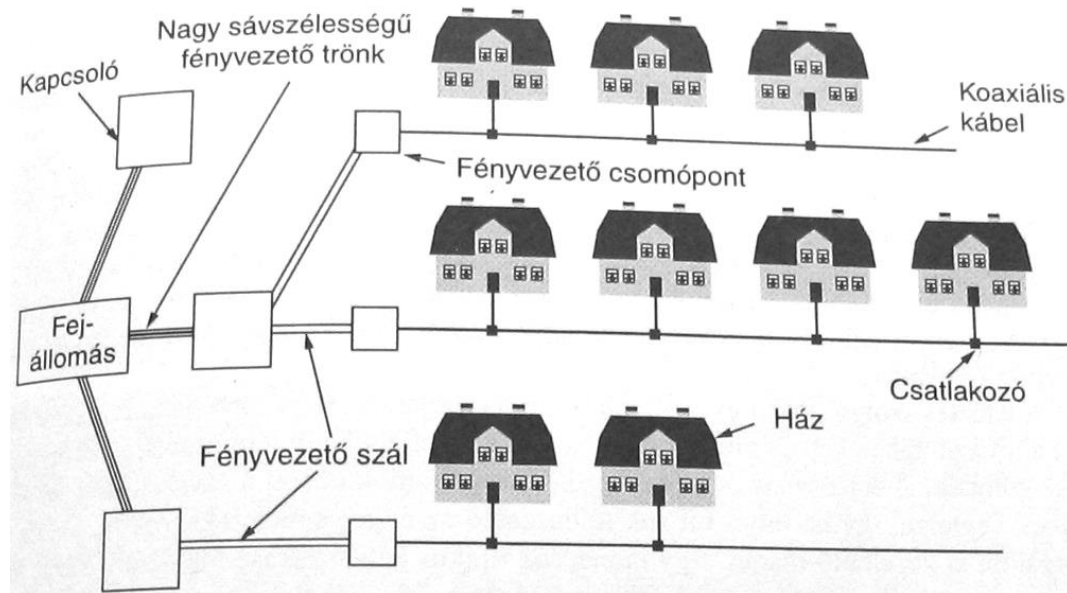 Nagy sávszélességű
fényvezető trönk
Kapcsoló
Koaxiális
kábel
Fényvezető csomópont
Fej-
állomás
Csatlakozó
Ház
Fényvezető szál